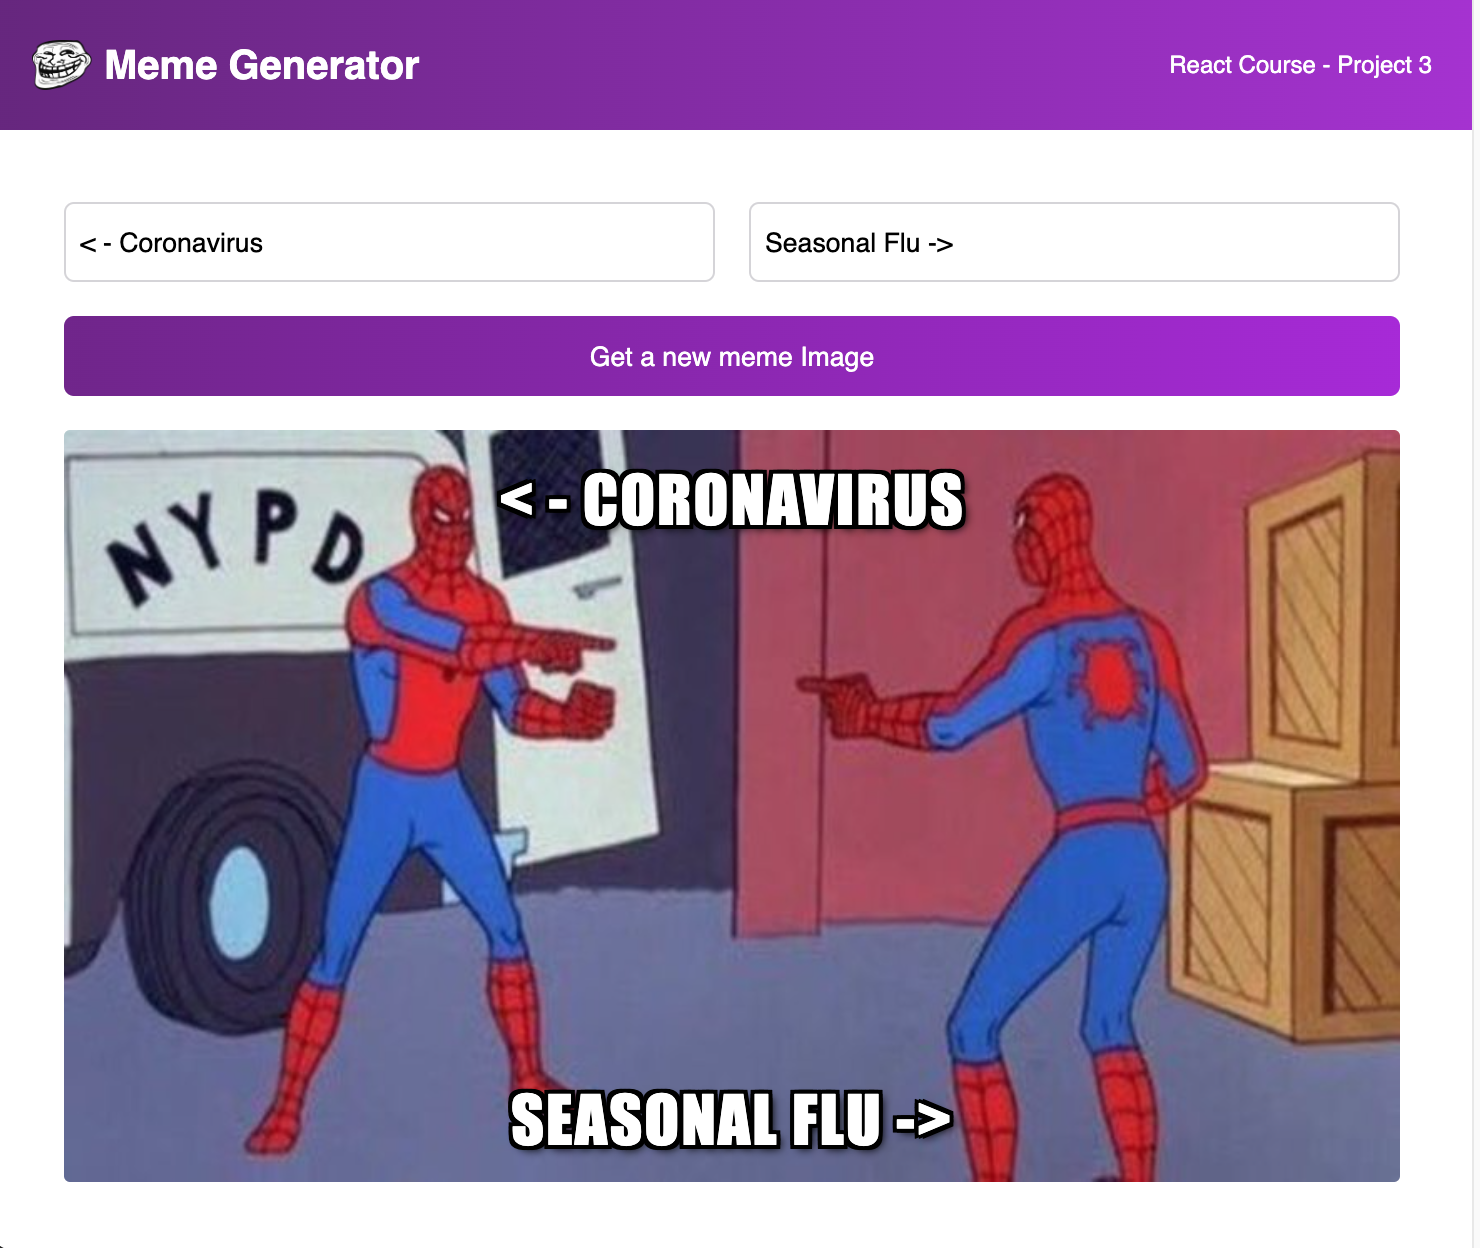 Meme Generator
React Course - Project 3
< - Coronavirus
Seasonal Flu ->
Get a new meme Image
NYPD
< - CORONAVIRUS
SEASONAL FLU ->